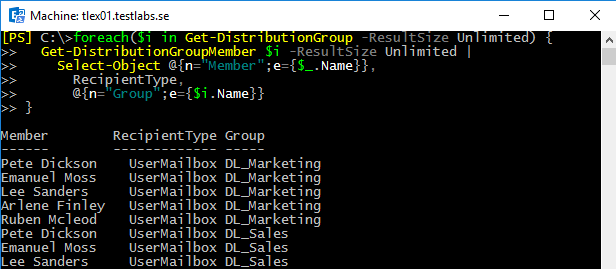 Machine: tlex01.testlabs.se
[PS] C:\>foreach($i in Get-DistributionGroup -ResultSize Unlimited) {
>>   Get-DistributionGroupMember $i -ResultSize Unlimited |
>>     Select-Object @{n="Member";e={$_.Name}},
>>       RecipientType,
>>       @{n="Group";e={$i.Name}}
>> }
Member        RecipientType Group
------        ------------- -----
Pete Dickson    UserMailbox DL_Marketing
Emanuel Moss    UserMailbox DL_Marketing
Lee Sanders     UserMailbox DL_Marketing
Arlene Finley   UserMailbox DL_Marketing
Ruben Mcleod    UserMailbox DL_Marketing
Pete Dickson    UserMailbox DL_Sales
Emanuel Moss    UserMailbox DL_Sales
Lee Sanders     UserMailbox DL_Sales